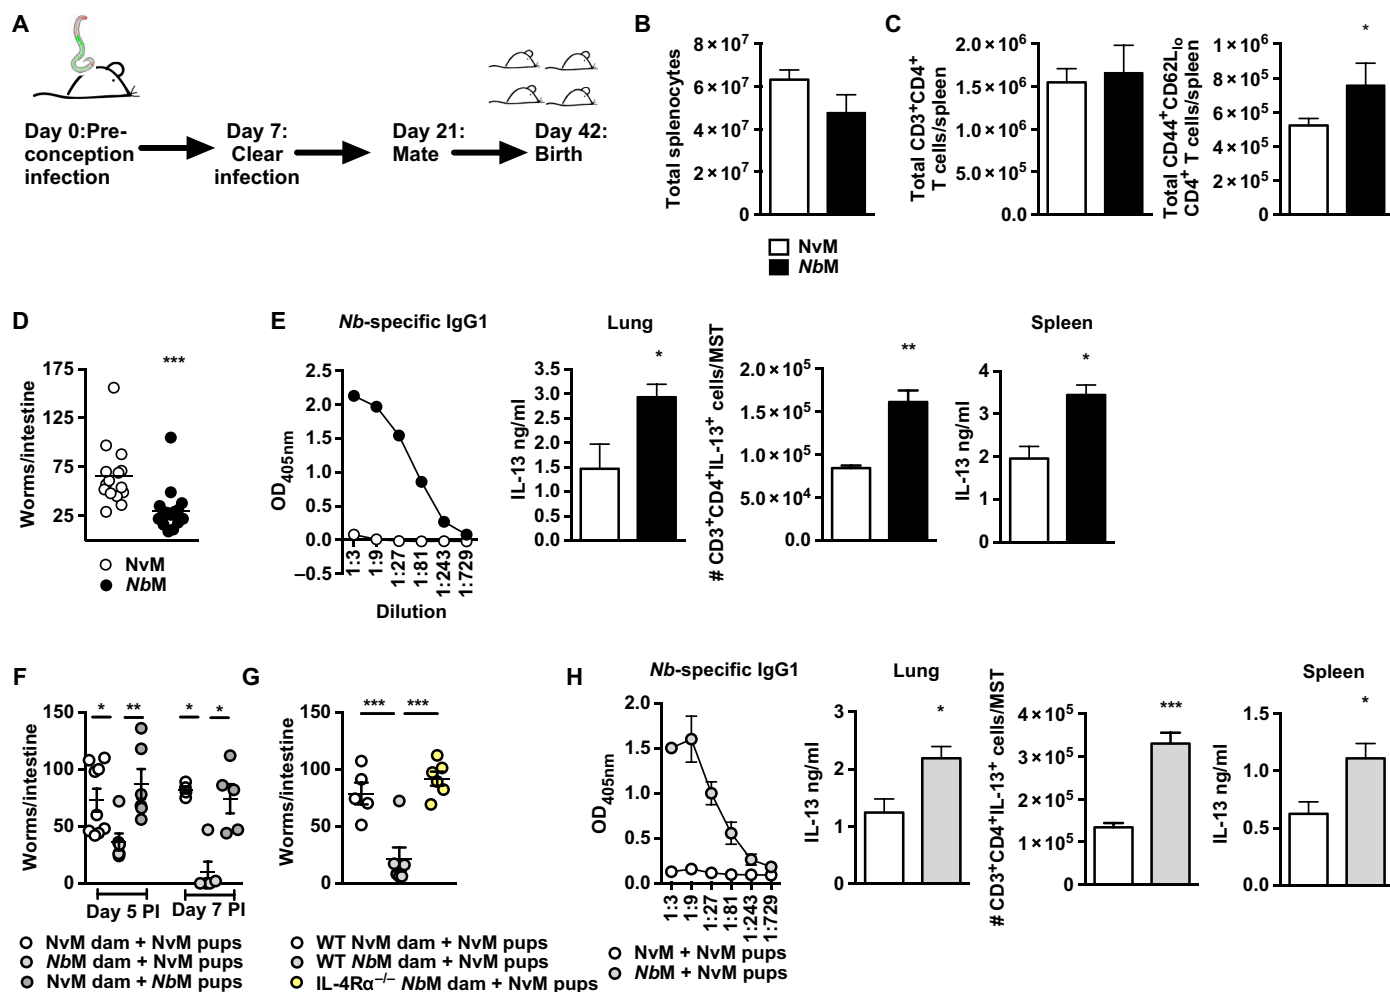 A
Day 0:Pre-
conception
infection
Day 7:
Clear
infection
Day 21:
Mate
Day 42:
Birth
B
Total splenocytes
8 × 10⁷
6 × 10⁷
4 × 10⁷
2 × 10⁷
0
NvM
NbM
C
Total CD3⁺CD4⁺
T cells/spleen
2.0 × 10⁶
1.5 × 10⁶
1.0 × 10⁶
5.0 × 10⁵
0.0
Total CD44⁺CD62Llo
CD4⁺ T cells/spleen
1 × 10⁶
8 × 10⁵
6 × 10⁵
4 × 10⁵
2 × 10⁵
0
*
D
Worms/intestine
175
125
75
25
***
NvM
NbM
E
Nb-specific IgG1
OD405nm
2.5
2.0
1.5
1.0
0.5
0.0
–0.5
1:3
1:9
1:27
1:81
1:243
1:729
Dilution
Lung
IL-13 ng/ml
3.5
3.0
2.5
2.0
1.5
1.0
0.5
0.0
*
# CD3⁺CD4⁺IL-13⁺ cells/MST
2.0 × 10⁵
1.5 × 10⁵
1.0 × 10⁵
5.0 × 10⁴
0.0
**
Spleen
IL-13 ng/ml
4
3
2
1
0
*
F
Worms/intestine
150
100
50
0
* ** * *
Day 5 PI
Day 7 PI
NvM dam + NvM pups
NbM dam + NvM pups
NvM dam + NbM pups
G
Worms/intestine
150
100
50
0
*** ***
WT NvM dam + NvM pups
WT NbM dam + NvM pups
IL-4Rα⁻/⁻ NbM dam + NvM pups
H
Nb-specific IgG1
OD405nm
2.0
1.5
1.0
0.5
0.0
1:3
1:9
1:27
1:81
1:243
1:729
NvM + NvM pups
NbM + NvM pups
Lung
IL-13 ng/ml
3
2
1
0
*
# CD3⁺CD4⁺IL-13⁺ cells/MST
4 × 10⁵
3 × 10⁵
2 × 10⁵
1 × 10⁵
0
***
Spleen
IL-13 ng/ml
1.5
1.0
0.5
0.0
*